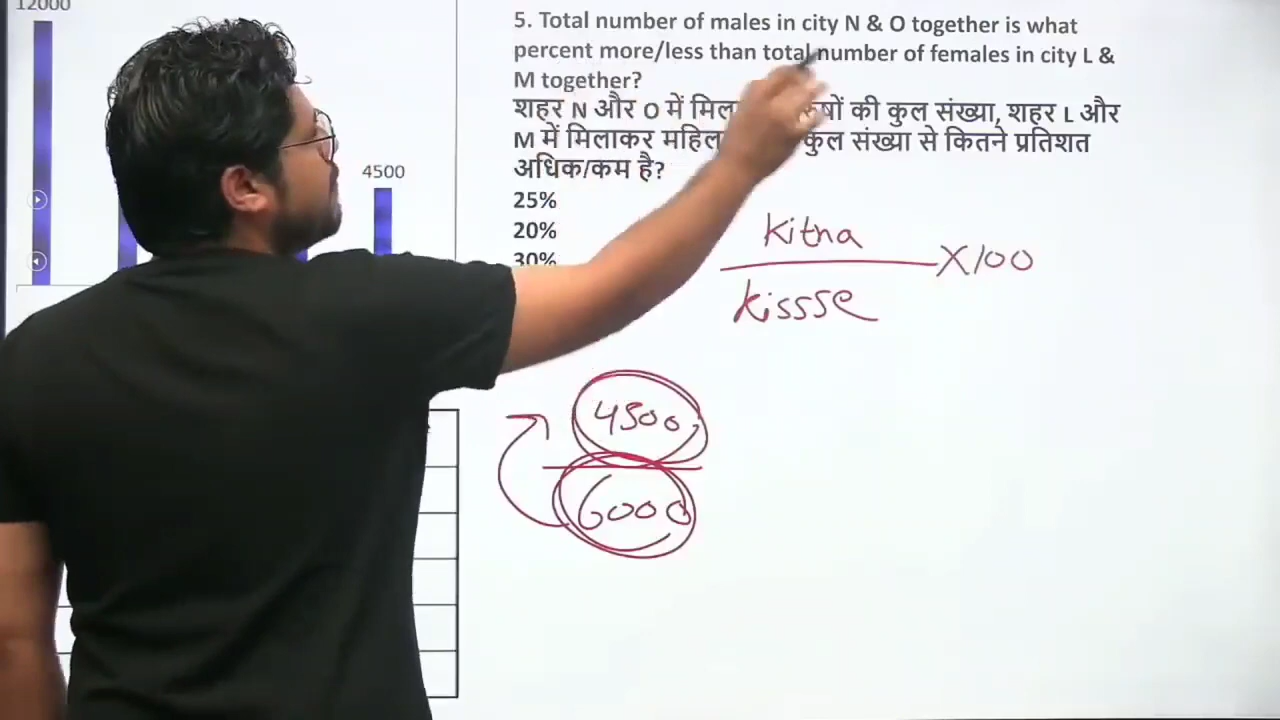 12000
4500
5. Total number of males in city N & O together is what
percent more/less than total number of females in city L &
M together?
शहर N और O में की कुल संख्या, शहर L और
M में मिलाकर कुल संख्या से कितने प्रतिशत
अधिक/कम है?
25%
20%
30%
kitna
kissse
X100
4500
6000